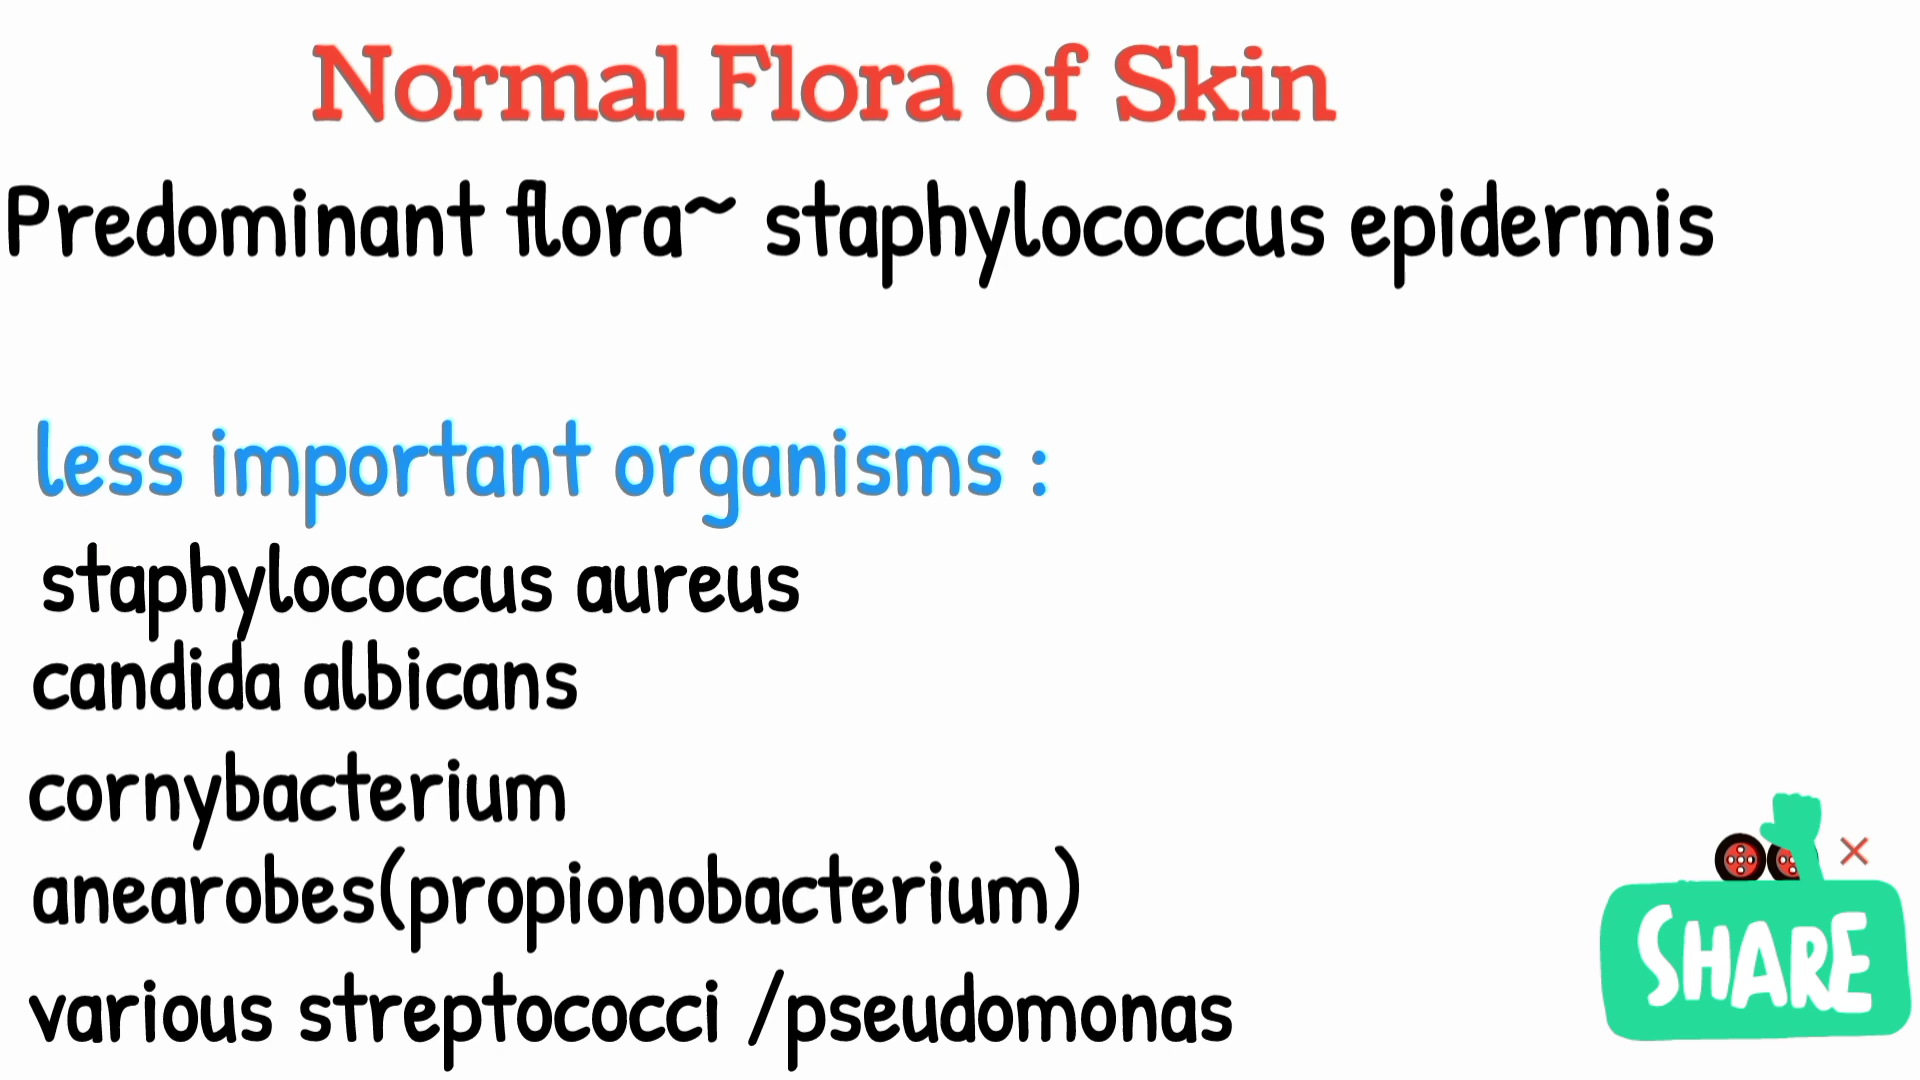 Normal Flora of Skin
Predominant flora~ staphylococcus epidermis
less important organisms :
staphylococcus aureus
candida albicans
cornybacterium
anearobes(propionobacterium)
various streptococci /pseudomonas
SHARE